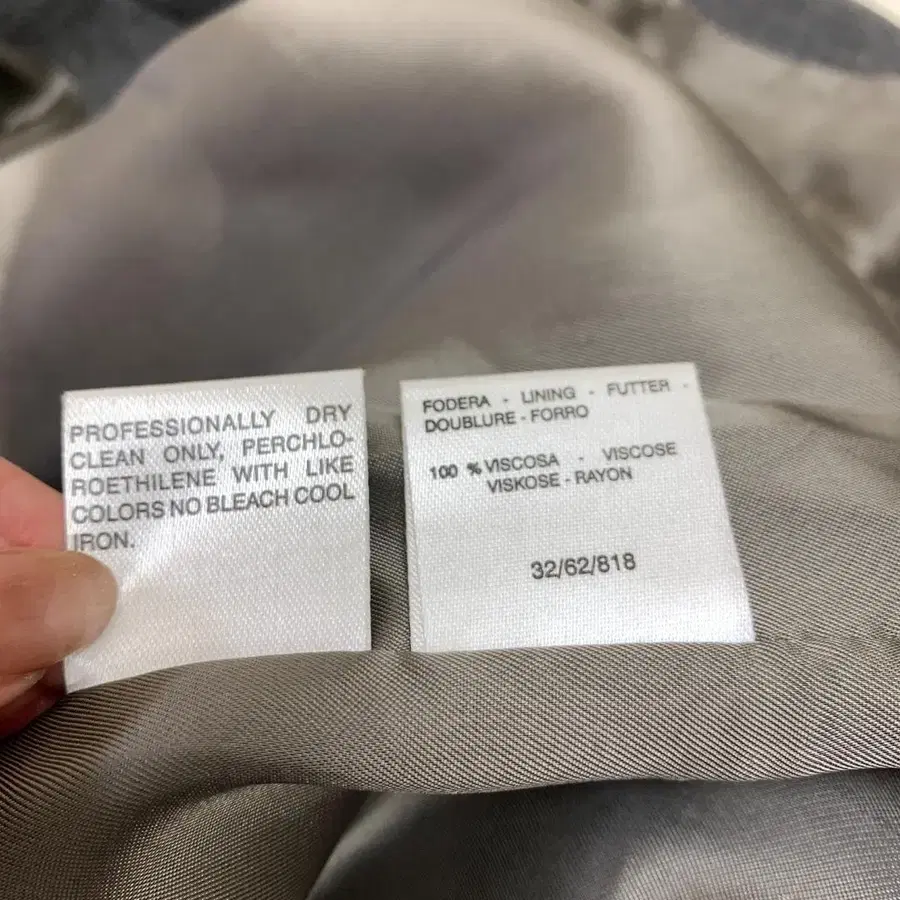 PROFESSIONALLY DRY
CLEAN ONLY, PERCHLO-
ROETHILENE WITH LIKE
COLORS NO BLEACH COOL
IRON.
FODERA - LINING - FUTTER -
DOUBLURE - FORRO
100 % VISCOSA - VISCOSE
VISKOSE - RAYON
32/62/818